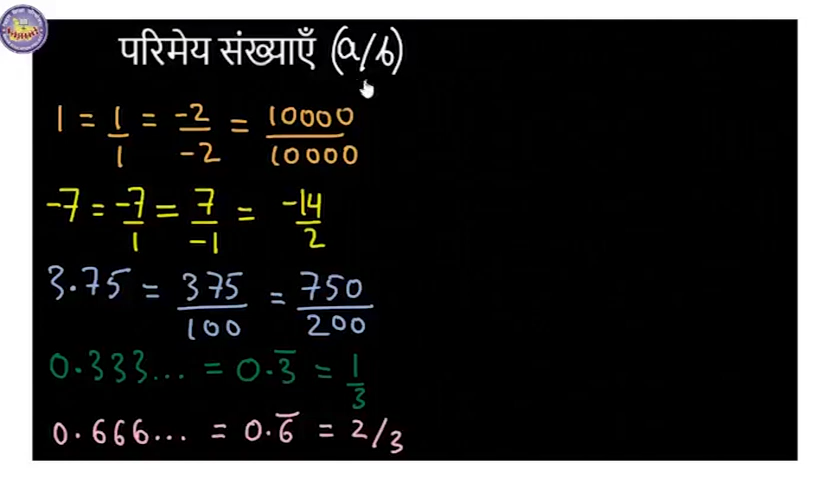 परिमेय संख्याएँ (a/b)
1 = 1/1 = -2/-2 = 10000/10000
-7 = -7/1 = 7/-1 = -14/2
3.75 = 375/100 = 750/200
0.333... = 0.3̅ = 1/3
0.666... = 0.6̅ = 2/3